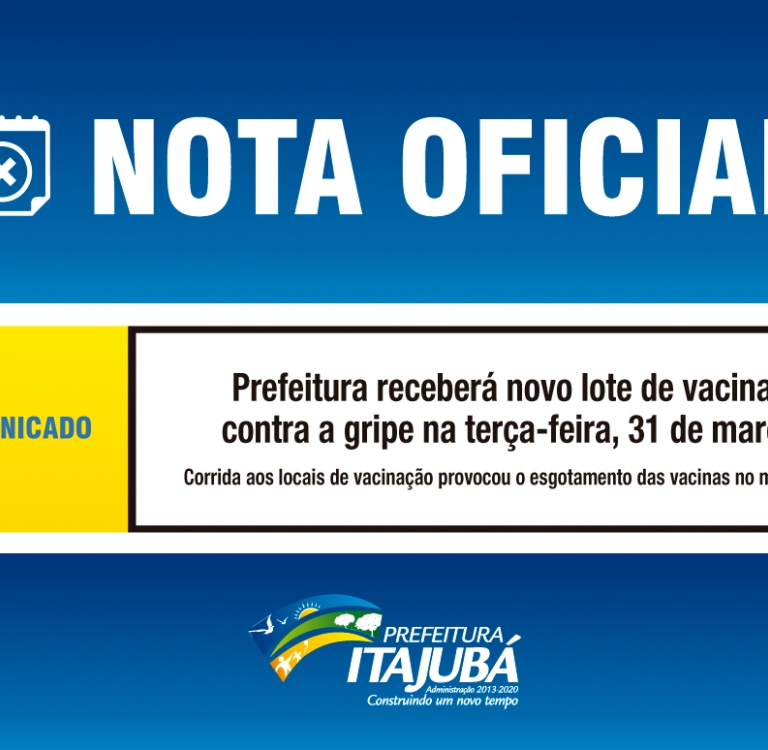 NOTA OFICIAL
NICADO
Prefeitura receberá novo lote de vacina
contra a gripe na terça-feira, 31 de mar
Corrida aos locais de vacinação provocou o esgotamento das vacinas no m
PREFEITURA
ITAJUBÁ
Administração 2013-2020
Construindo um novo tempo